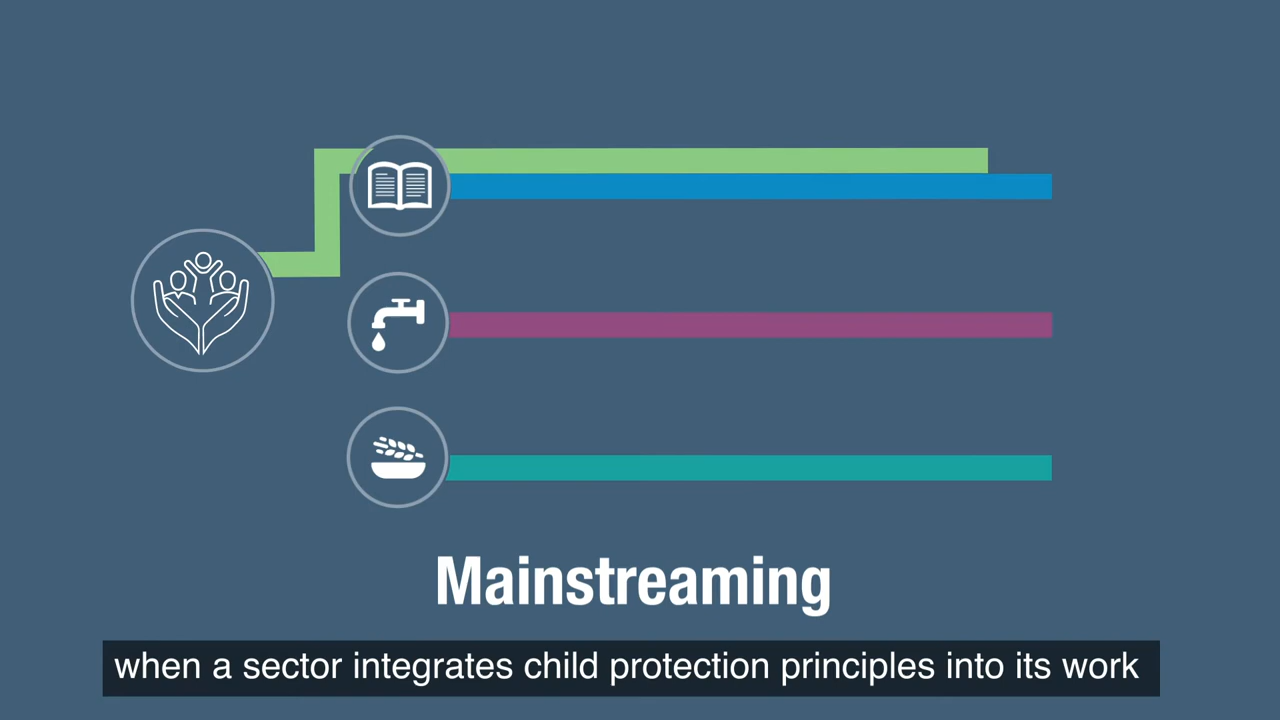 Mainstreaming
when a sector integrates child protection principles into its work